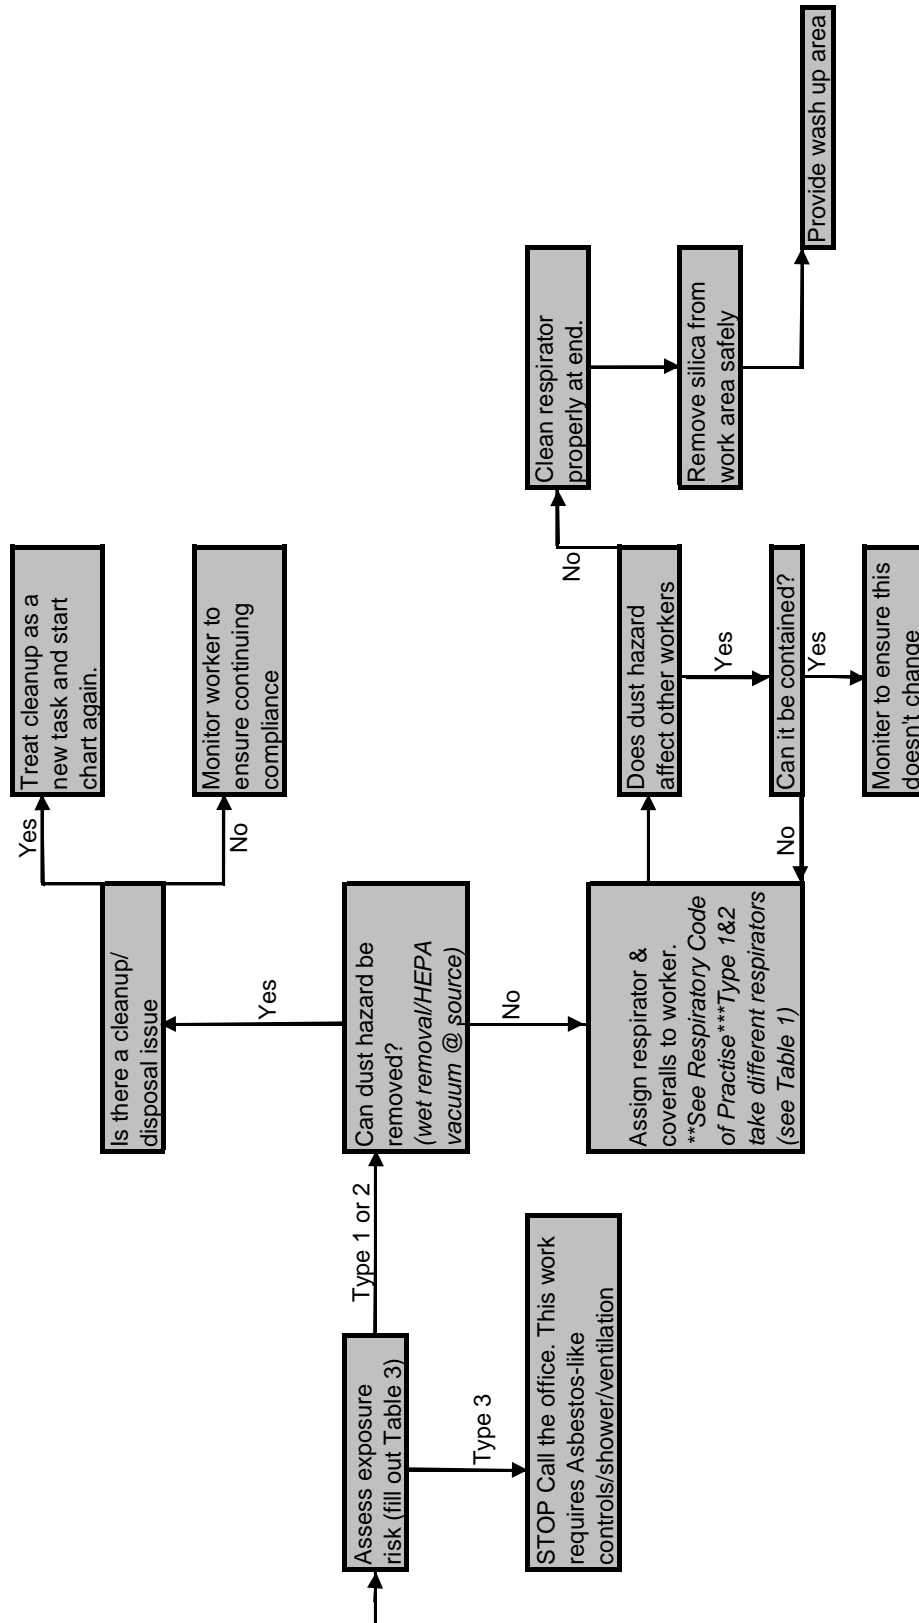 Assess exposure
risk (fill out Table 3)
Type 1 or 2
Type 3
STOP Call the office. This work
requires Asbestos-like
controls/shower/ventilation
Can dust hazard be
removed?
(wet removal/HEPA
vacuum @ source)
Yes
No
Is there a cleanup/
disposal issue
Yes
No
Treat cleanup as a
new task and start
chart again.
Monitor worker to
ensure continuing
compliance
Assign respirator &
coveralls to worker.
**See Respiratory Code
of Practise***Type 1&2
take different respirators
(see Table 1)
Does dust hazard
affect other workers
No
Yes
Can it be contained?
No
Yes
Moniter to ensure this
doesn't change
Clean respirator
properly at end.
Remove silica from
work area safely
Provide wash up area